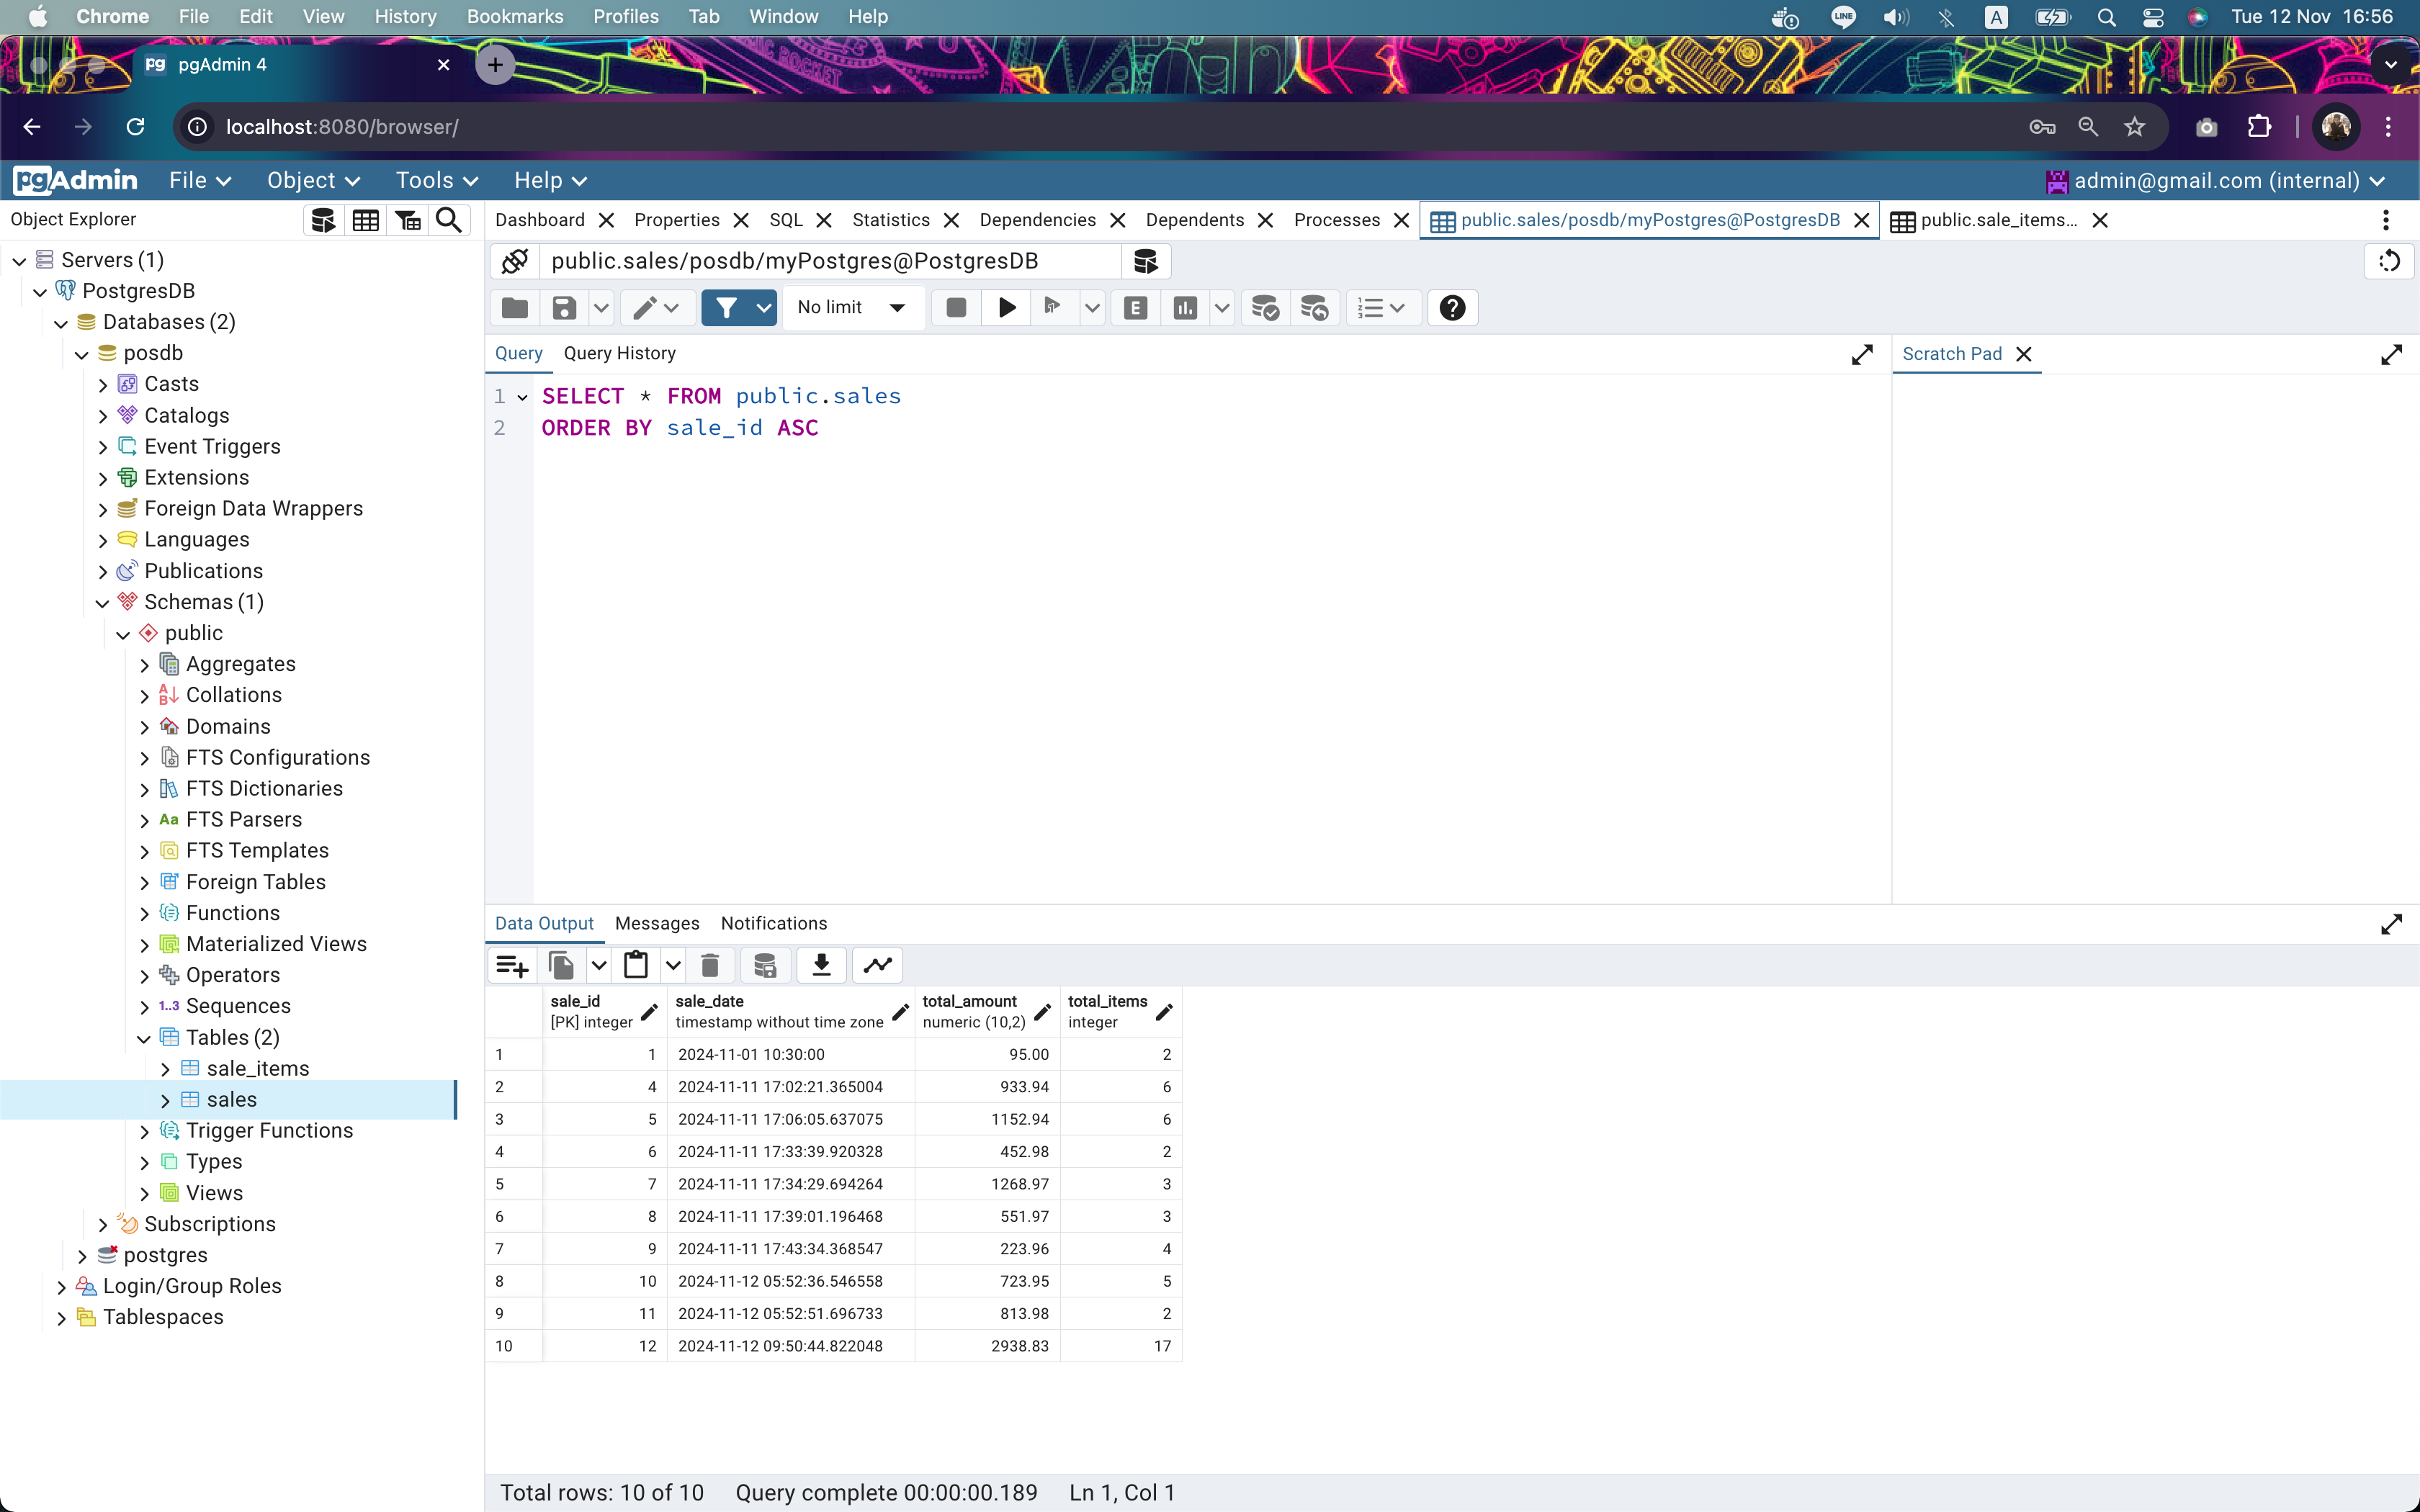 Chrome File Edit View History Bookmarks Profiles Tab Window Help LINE A Tue 12 Nov 16:56
pg pgAdmin 4
ROCKET
localhost:8080/browser/
pgAdmin File Object Tools Help admin@gmail.com (internal)
Object Explorer
Dashboard Properties SQL Statistics Dependencies Dependents Processes public.sales/posdb/myPostgres@PostgresDB public.sale_items...
public.sales/posdb/myPostgres@PostgresDB
No limit E
Query Query History
Scratch Pad
1 SELECT * FROM public.sales
2 ORDER BY sale_id ASC
Servers (1)
PostgresDB
Databases (2)
posdb
Casts
Catalogs
Event Triggers
Extensions
Foreign Data Wrappers
Languages
Publications
Schemas (1)
public
Aggregates
Collations
Domains
FTS Configurations
FTS Dictionaries
Aa FTS Parsers
FTS Templates
Foreign Tables
Functions
Materialized Views
Operators
1..3 Sequences
Tables (2)
sale_items
sales
Trigger Functions
Types
Views
Subscriptions
postgres
Login/Group Roles
Tablespaces
Data Output Messages Notifications
sale_id sale_date total_amount total_items
[PK] integer timestamp without time zone numeric (10,2) integer
1 1 2024-11-01 10:30:00 95.00 2
2 4 2024-11-11 17:02:21.365004 933.94 6
3 5 2024-11-11 17:06:05.637075 1152.94 6
4 6 2024-11-11 17:33:39.920328 452.98 2
5 7 2024-11-11 17:34:29.694264 1268.97 3
6 8 2024-11-11 17:39:01.196468 551.97 3
7 9 2024-11-11 17:43:34.368547 223.96 4
8 10 2024-11-12 05:52:36.546558 723.95 5
9 11 2024-11-12 05:52:51.696733 813.98 2
10 12 2024-11-12 09:50:44.822048 2938.83 17
Total rows: 10 of 10 Query complete 00:00:00.189 Ln 1, Col 1